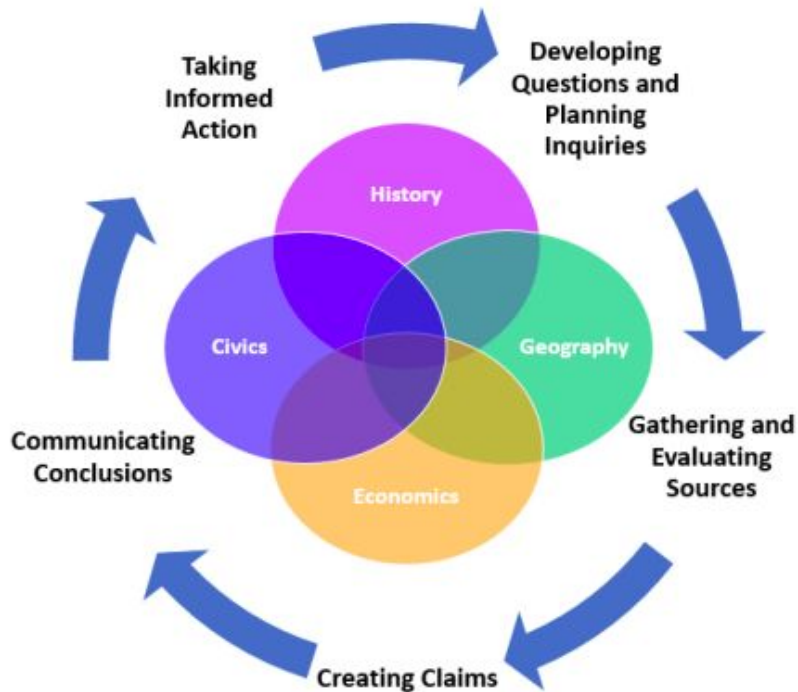 Taking
Informed
Action
Developing
Questions and
Planning
Inquiries
History
Civics
Geography
Economics
Communicating
Conclusions
Gathering and
Evaluating
Sources
Creating Claims